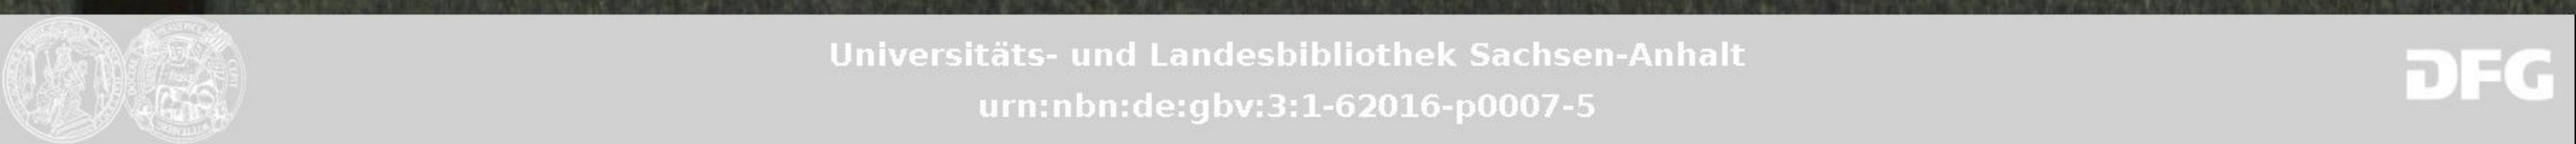 Universitäts- und Landesbibliothek Sachsen-Anhalt
urn:nbn:de:gbv:3:1-62016-p0007-5
DFG